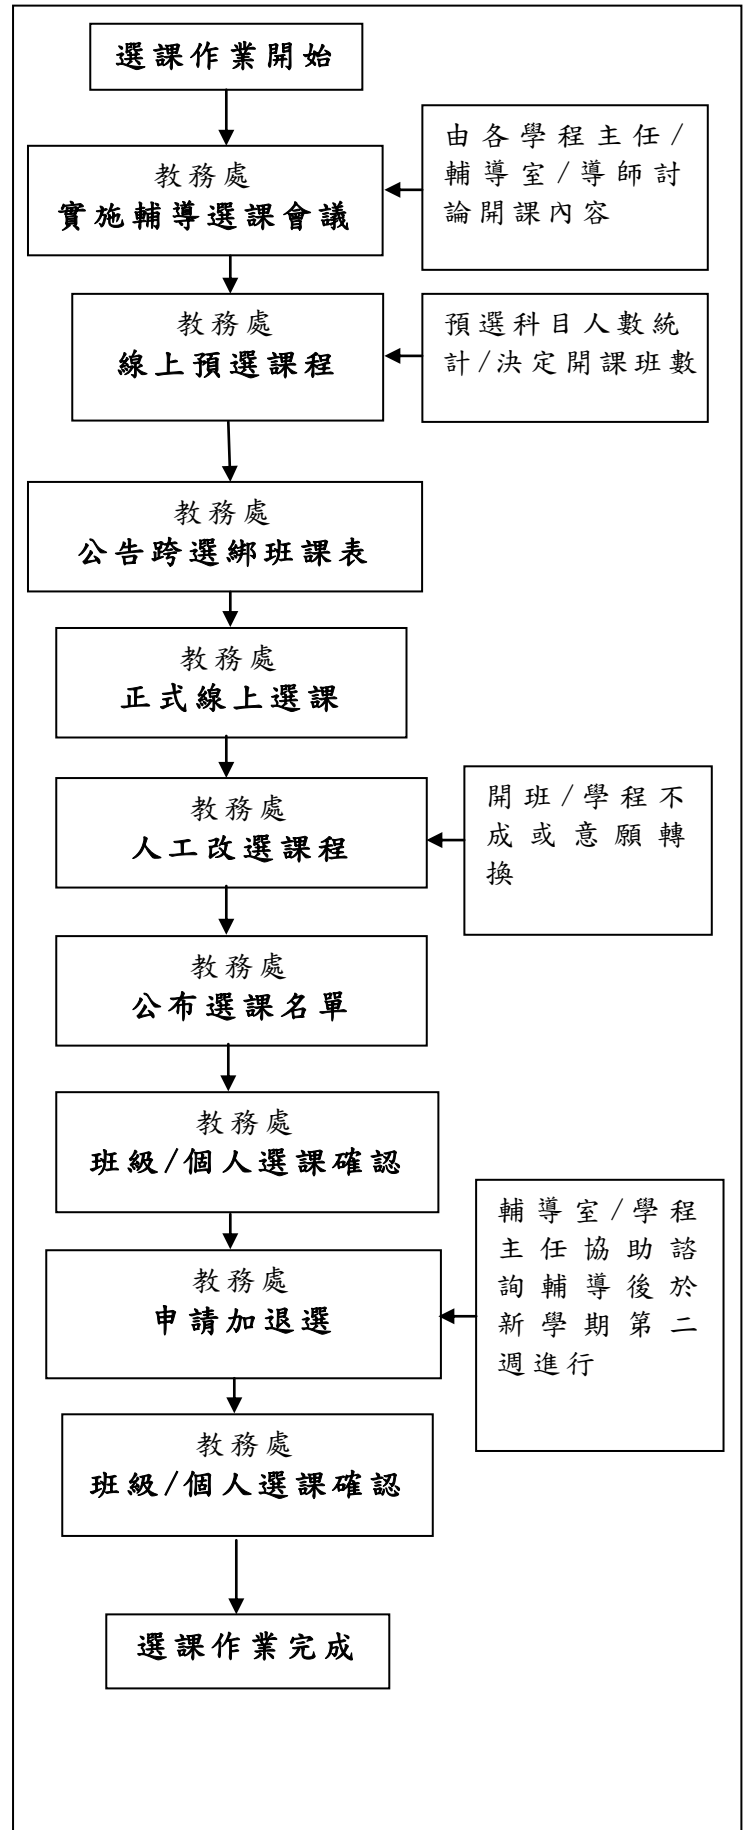 選課作業開始
教務處
實施輔導選課會議
由各學程主任/
輔導室/導師討
論開課內容
教務處
線上預選課程
預選科目人數統
計/決定開課班數
教務處
公告跨選綁班課表
教務處
正式線上選課
教務處
人工改選課程
開班/學程不
成或意願轉
換
教務處
公布選課名單
教務處
班級/個人選課確認
教務處
申請加退選
輔導室/學程
主任協助諮
詢輔導後於
新學期第二
週進行
教務處
班級/個人選課確認
選課作業完成